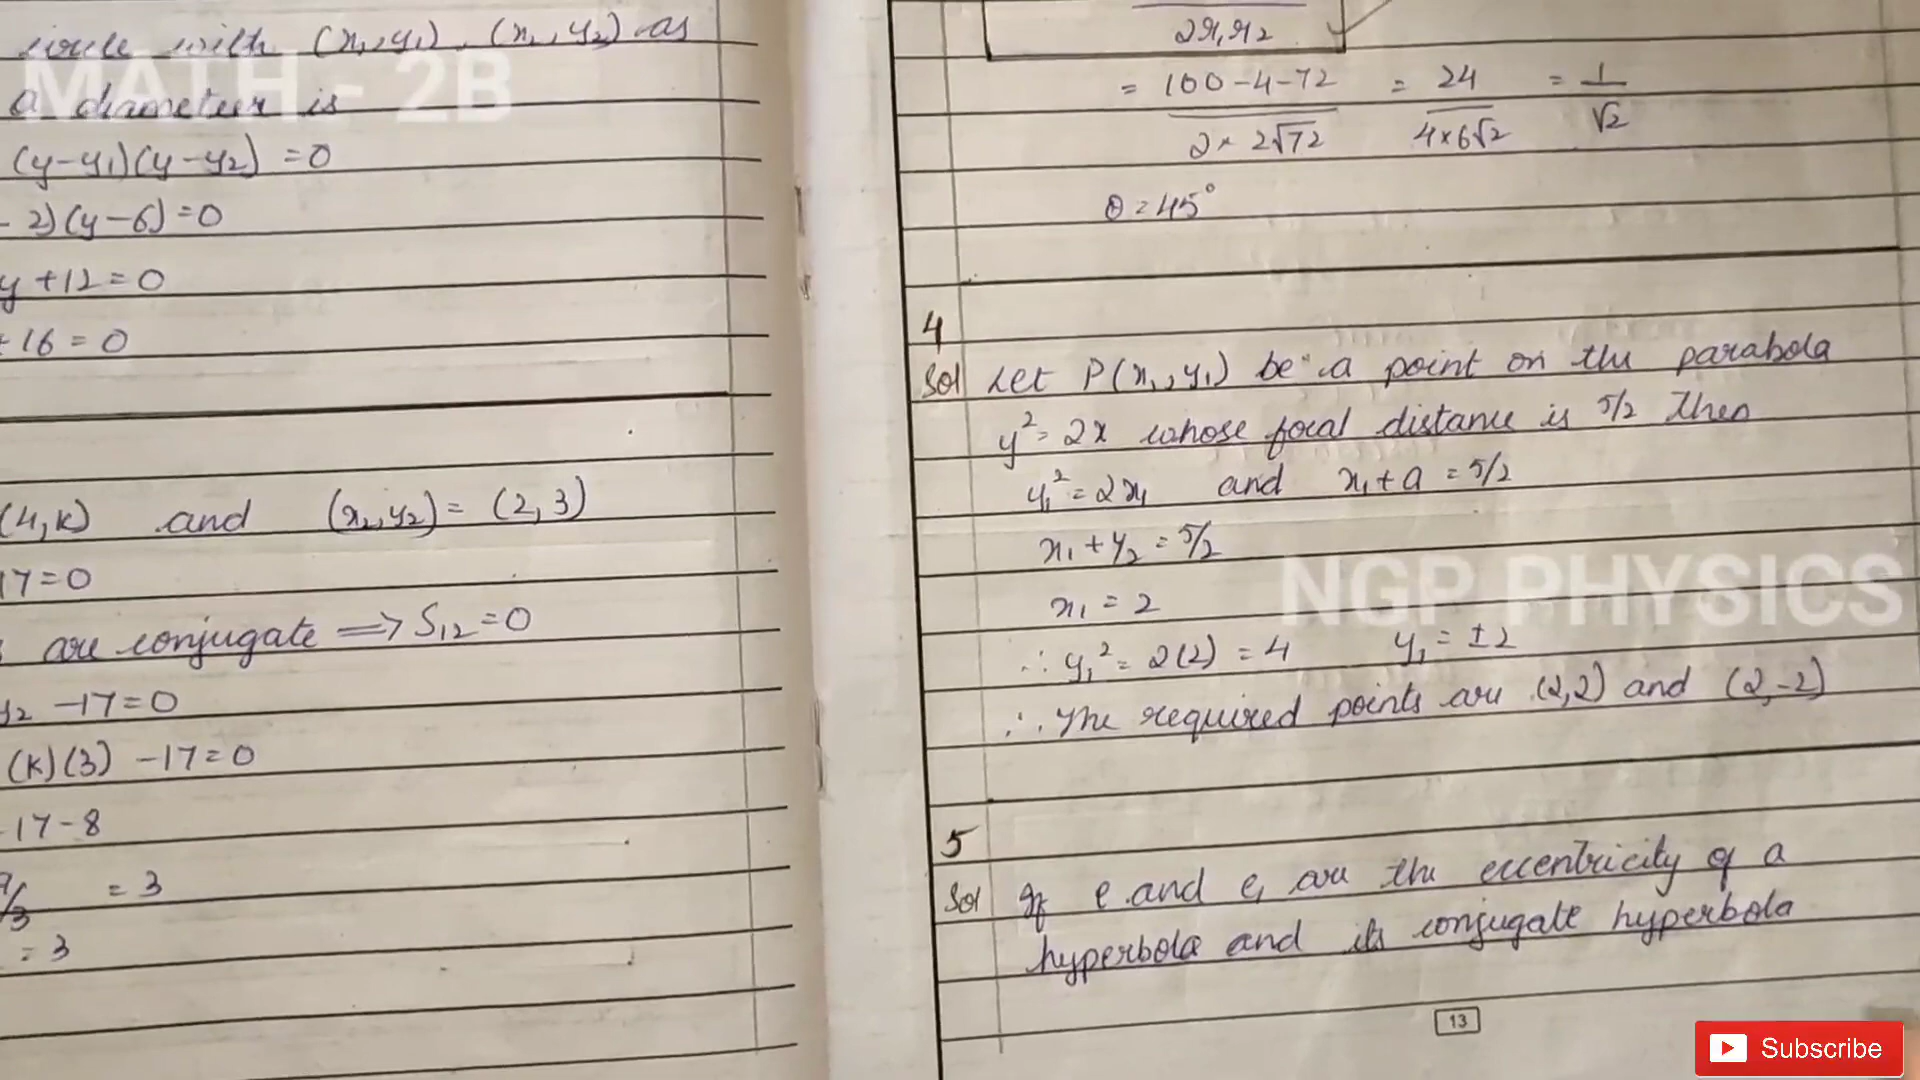 circle with (x₁,y₁), (x₂,y₂) as
a diameter is
(y-y₁)(y-y₂) = 0
- 2)(y-6) = 0
y + 12 = 0
+ 16 = 0
(4,k) and (x₂,y₂) = (2,3)
17 = 0
are conjugate ⟹ S₁₂ = 0
y₂ - 17 = 0
(k)(3) - 17 = 0
17 - 8
9/3 = 3
= 3
MATH - 2B
2r₁r₂
= 100-4-72 / 2×2√72 = 24 / 4×6√2 = 1/√2
θ = 45°
4
Sol Let P(x₁,y₁) be a point on the parabola
y² = 2x whose focal distance is 5/2 then
y₁² = 2x₁ and x₁+a = 5/2
x₁ + y₂ = 5/2
x₁ = 2
∴ y₁² = 2(2) = 4 y₁ = ±2
∴ The required points are (2,2) and (2,-2)
5
Sol If e and e₁ are the eccentricity of a
hyperbola and its conjugate hyperbola
13
NGP PHYSICS
Subscribe